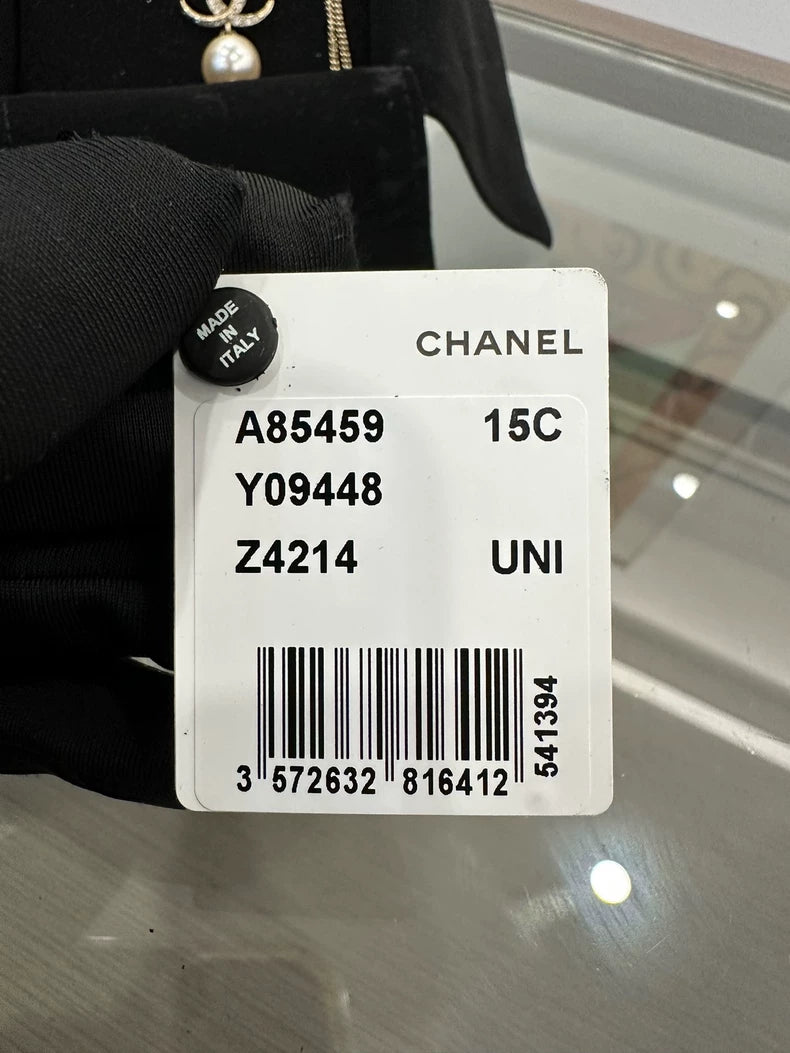 MADE
IN
ITALY
CHANEL
A85459 15C
Y09448
Z4214 UNI
541394
3 572632 816412